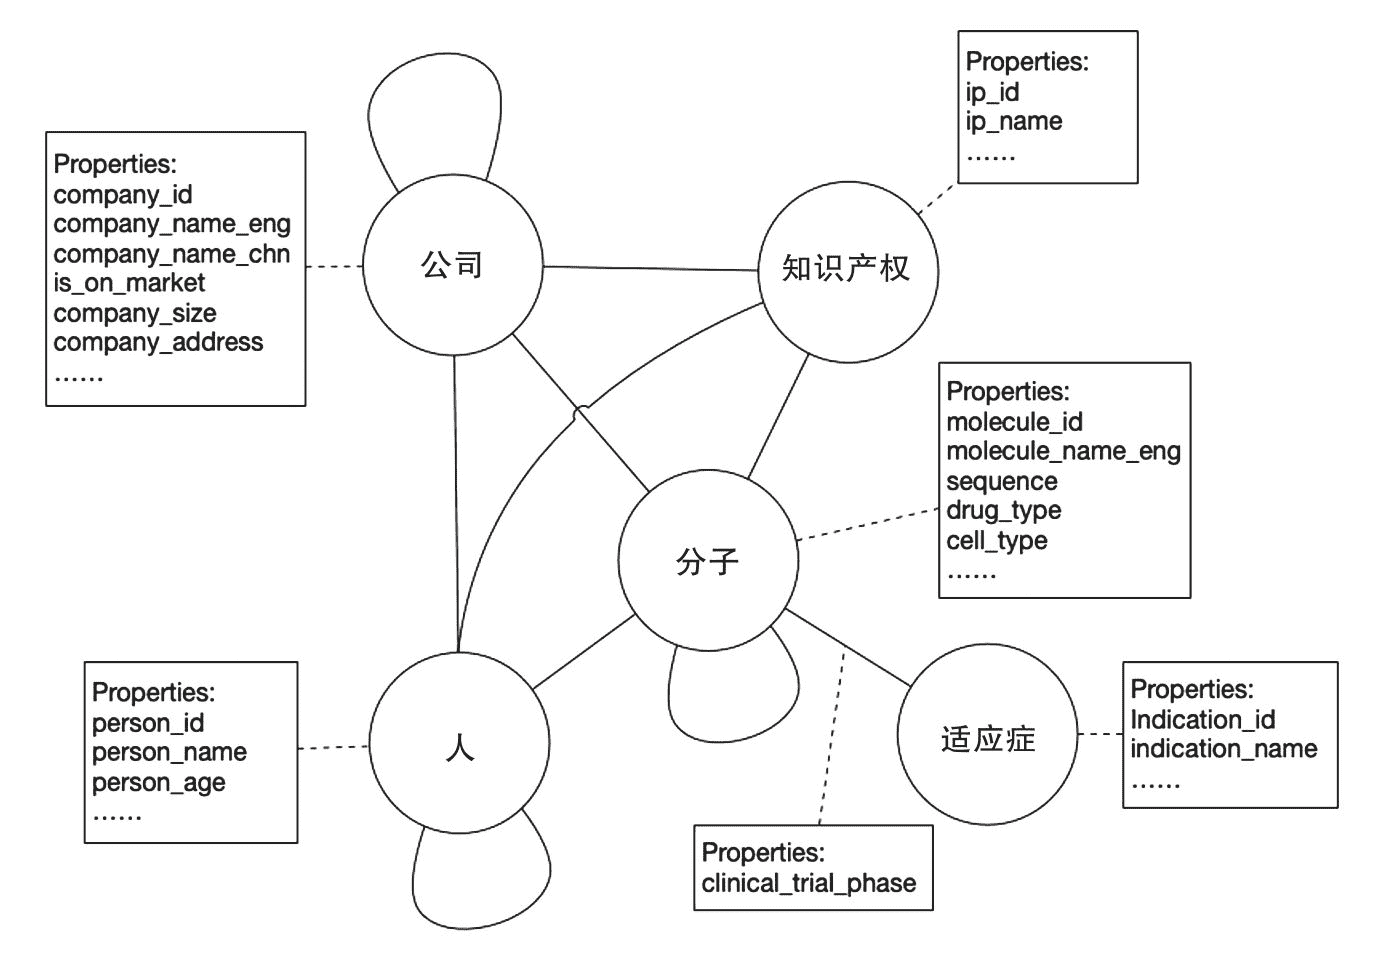 Properties:
ip_id
ip_name
......
Properties:
company_id
company_name_eng
company_name_chn
is_on_market
company_size
company_address
......
公司
知识产权
Properties:
molecule_id
molecule_name_eng
sequence
drug_type
cell_type
......
分子
Properties:
person_id
person_name
person_age
......
人
适应症
Properties:
Indication_id
indication_name
......
Properties:
clinical_trial_phase